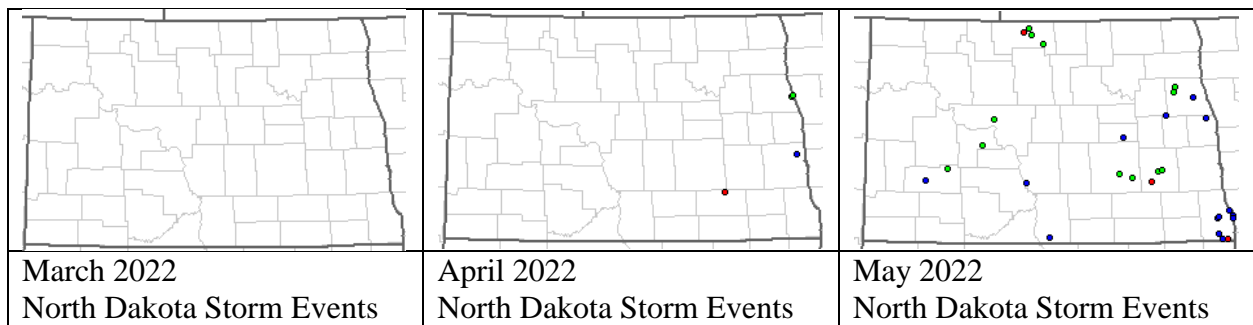 March 2022
North Dakota Storm Events
April 2022
North Dakota Storm Events
May 2022
North Dakota Storm Events